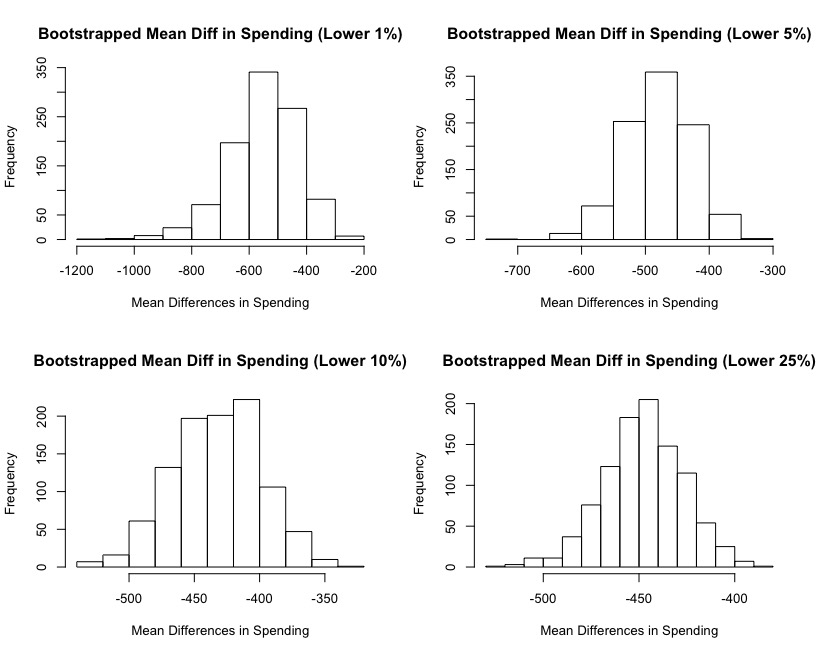 Bootstrapped Mean Diff in Spending (Lower 1%)
Frequency
0 50 150 250 350
-1200 -1000 -800 -600 -400 -200
Mean Differences in Spending
Bootstrapped Mean Diff in Spending (Lower 5%)
Frequency
0 50 150 250 350
-700 -600 -500 -400 -300
Mean Differences in Spending
Bootstrapped Mean Diff in Spending (Lower 10%)
Frequency
0 50 100 150 200
-500 -450 -400 -350
Mean Differences in Spending
Bootstrapped Mean Diff in Spending (Lower 25%)
Frequency
0 50 100 150 200
-500 -450 -400
Mean Differences in Spending